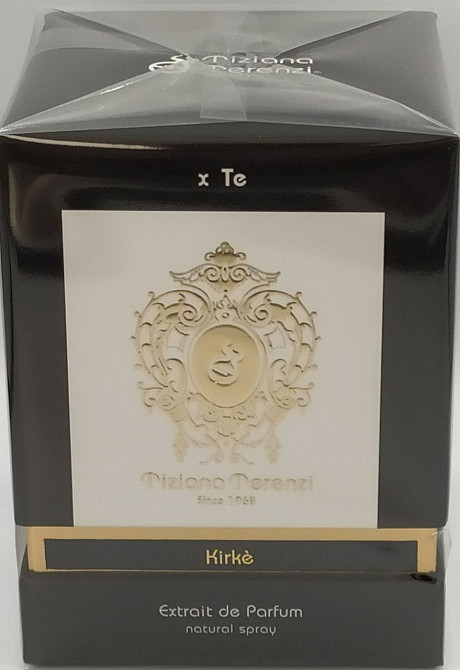 Tiziana
Terenzi
x Te
Tiziana Terenzi
Since 1968
Kirkè
Extrait de Parfum
natural spray